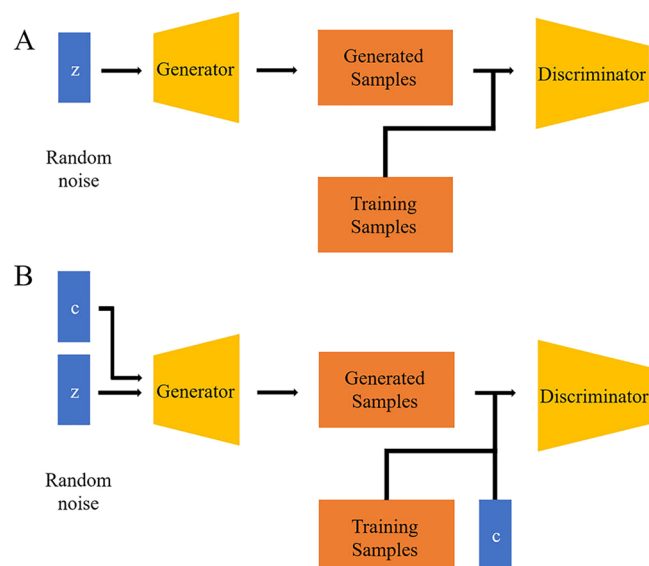 A
z
Generator
Generated
Samples
Discriminator
Random
noise
Training
Samples
B
c
z
Generator
Generated
Samples
Discriminator
Random
noise
Training
Samples
c